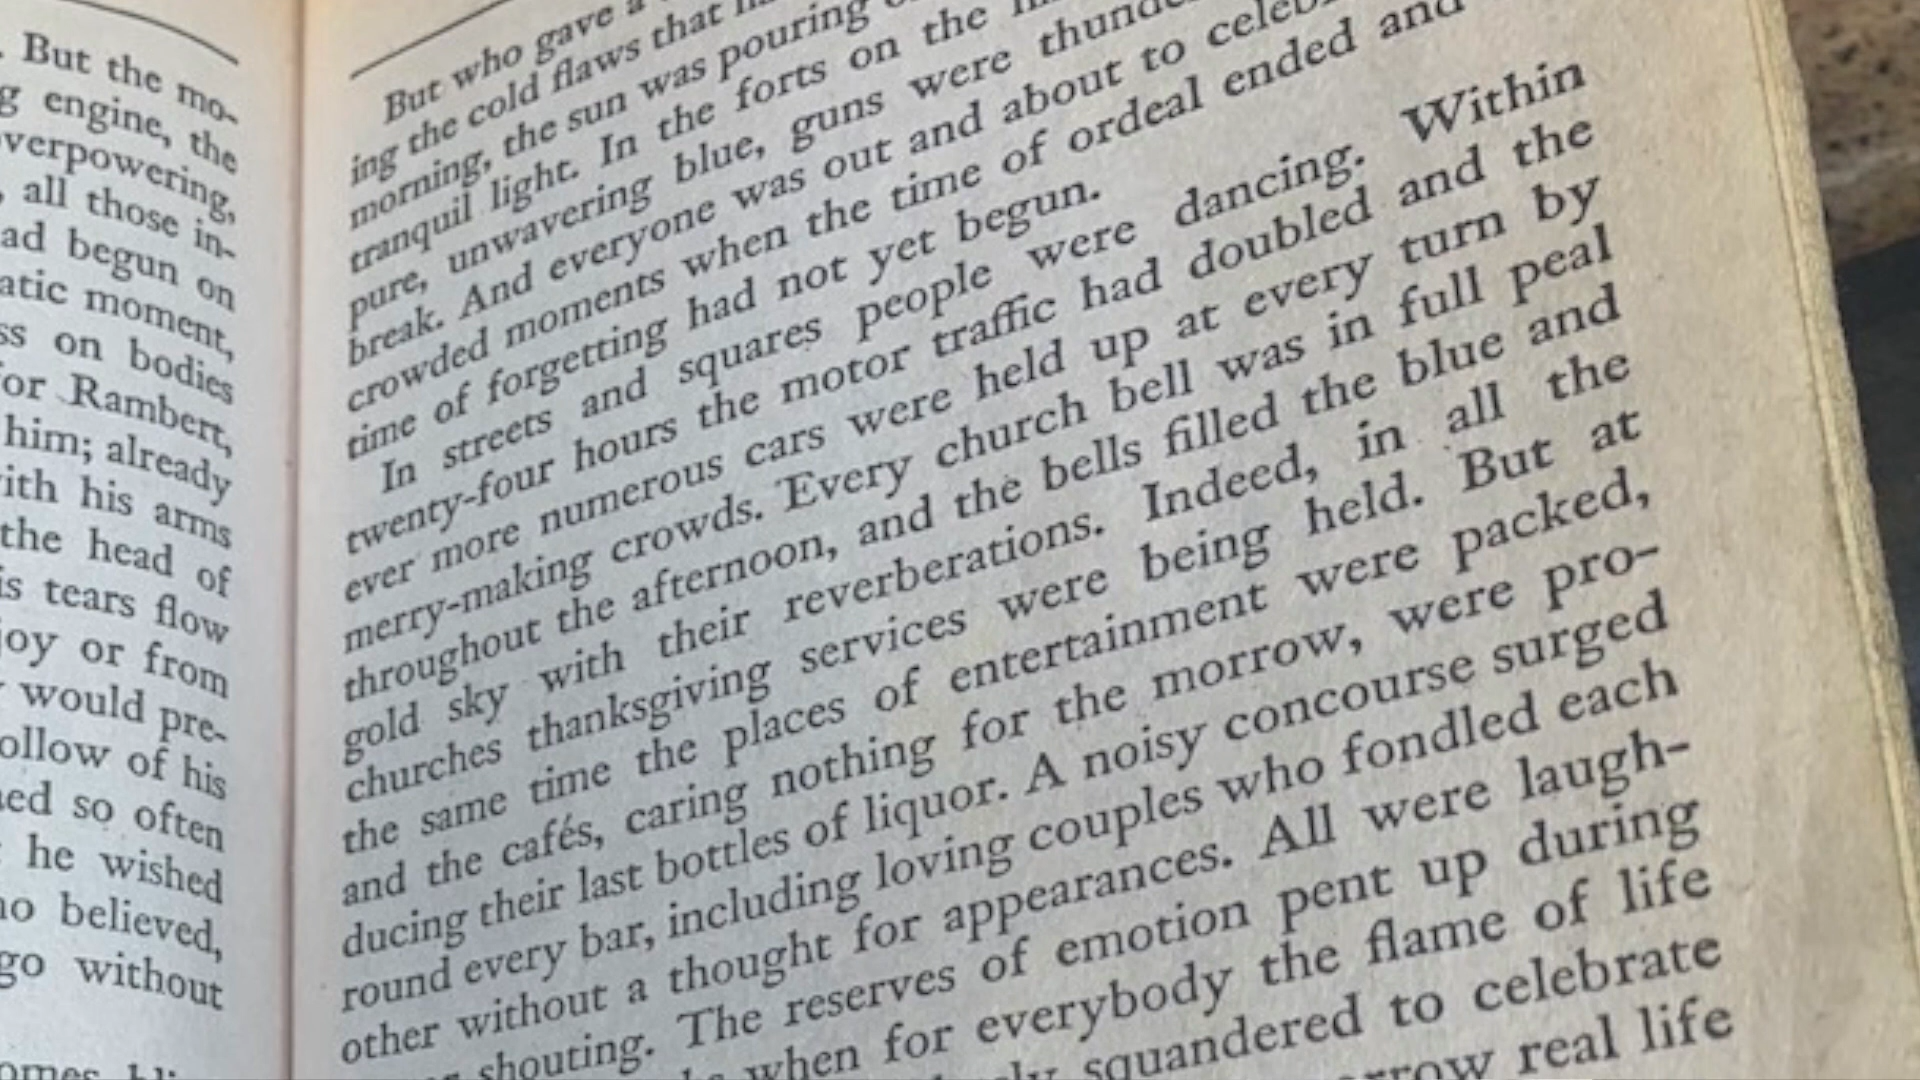 . But the mo-
g engine, the
verpowering,
, all those in-
ad begun on
atic moment,
ss on bodies
or Rambert,
him; already
ith his arms
the head of
is tears flow
joy or from
would pre-
ollow of his
ed so often
he wished
ho believed,
go without
But who gave a
ing the cold flaws that
morning, the sun was pouring
tranquil light. In the forts on the
pure, unwavering blue, guns were
break. And everyone was out and about to
crowded moments when the time of ordeal ended and
time of forgetting had not yet begun.
In streets and squares people were dancing. Within
twenty-four hours the motor traffic had doubled and the
ever more numerous cars were held up at every turn by
merry-making crowds. Every church bell was in full peal
throughout the afternoon, and the bells filled the blue and
gold sky with their reverberations. Indeed, in all the
churches thanksgiving services were being held. But at
the same time the places of entertainment were packed,
and the cafés, caring nothing for the morrow, were pro-
ducing their last bottles of liquor. A noisy concourse surged
round every bar, including loving couples who fondled each
other without a thought for appearances. All were laugh-
shouting. The reserves of emotion pent up during
when for everybody the flame of life
squandered to celebrate
real life